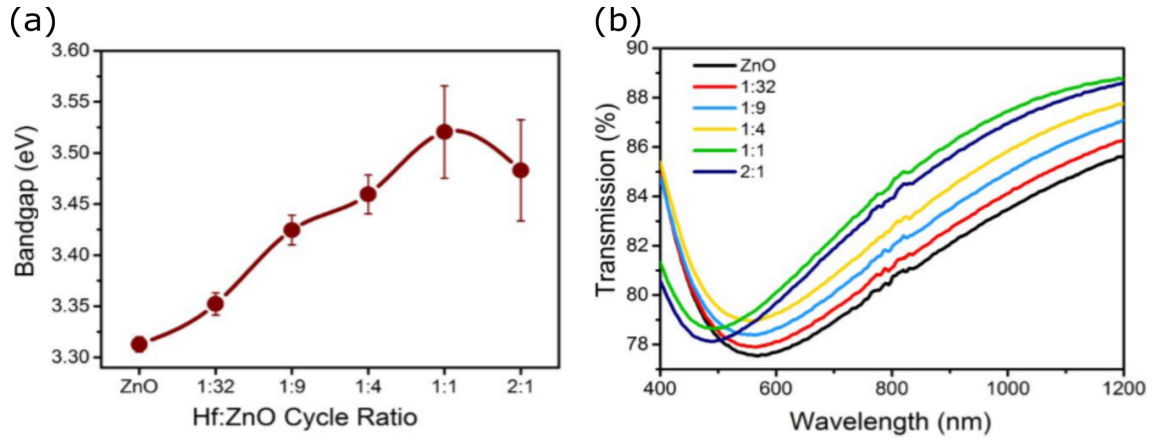 (a)
3.60
3.55
3.50
3.45
3.40
3.35
3.30
Bandgap (eV)
ZnO 1:32 1:9 1:4 1:1 2:1
Hf:ZnO Cycle Ratio
(b)
90
88
86
84
82
80
78
Transmission (%)
ZnO
1:32
1:9
1:4
1:1
2:1
400 600 800 1000 1200
Wavelength (nm)